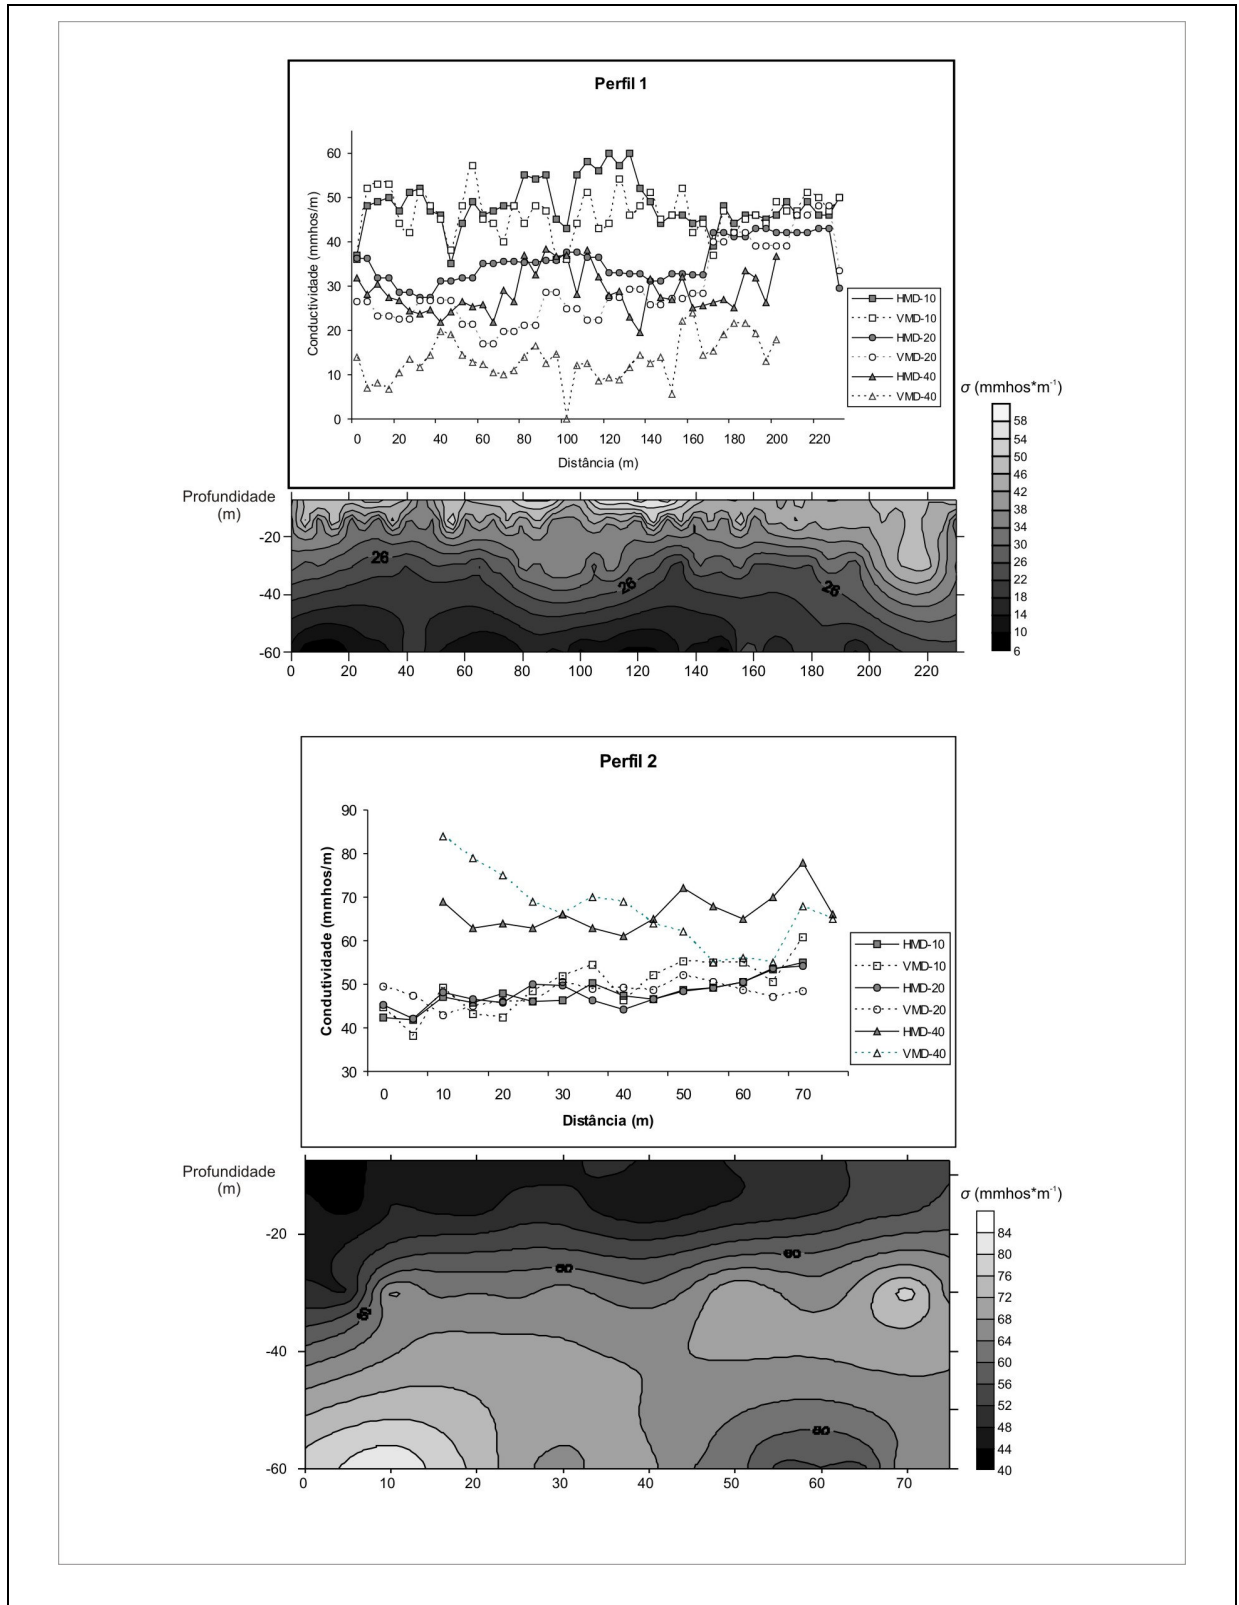 Perfil 1
Conductividade (mmhos/m)
60
50
40
30
20
10
0
0 20 40 60 80 100 120 140 160 180 200 220
Distância (m)
HMD-10
VMD-10
HMD-20
VMD-20
HMD-40
VMD-40
σ (mmhos*m⁻¹)
58
54
50
46
42
38
34
30
26
22
18
14
10
6
Profundidade
(m)
-20
-40
-60
26
26
26
0 20 40 60 80 100 120 140 160 180 200 220
Perfil 2
Condutividade (mmhos/m)
90
80
70
60
50
40
30
0 10 20 30 40 50 60 70
Distância (m)
HMD-10
VMD-10
HMD-20
VMD-20
HMD-40
VMD-40
Profundidade
(m)
-20
-40
-60
60
60
60
0 10 20 30 40 50 60 70
σ (mmhos*m⁻¹)
84
80
76
72
68
64
60
56
52
48
44
40